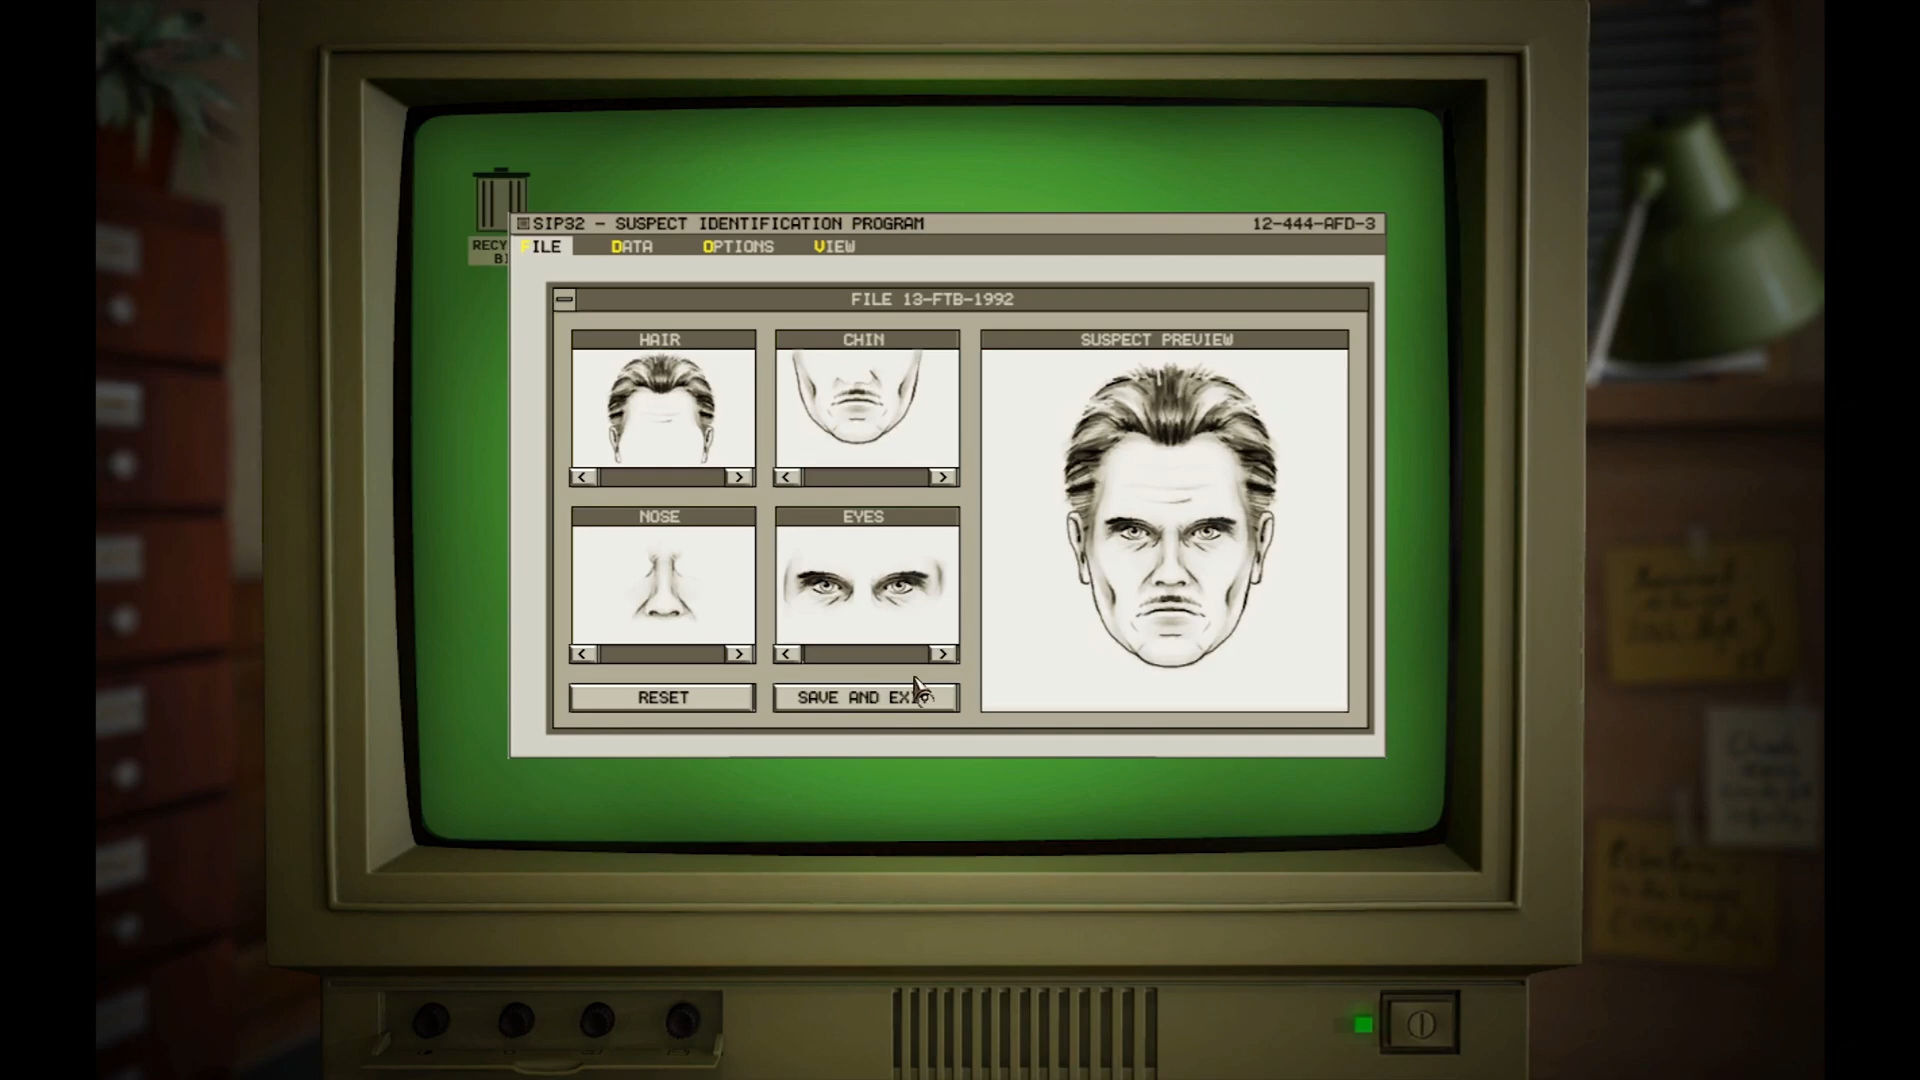 SIP32 - SUSPECT IDENTIFICATION PROGRAM 12-444-AFD-3
FILE DATA OPTIONS VIEW
RECY
BI
FILE 13-FTB-1992
HAIR CHIN SUSPECT PREVIEW
< > < >
NOSE EYES
< > < >
RESET SAVE AND EXI